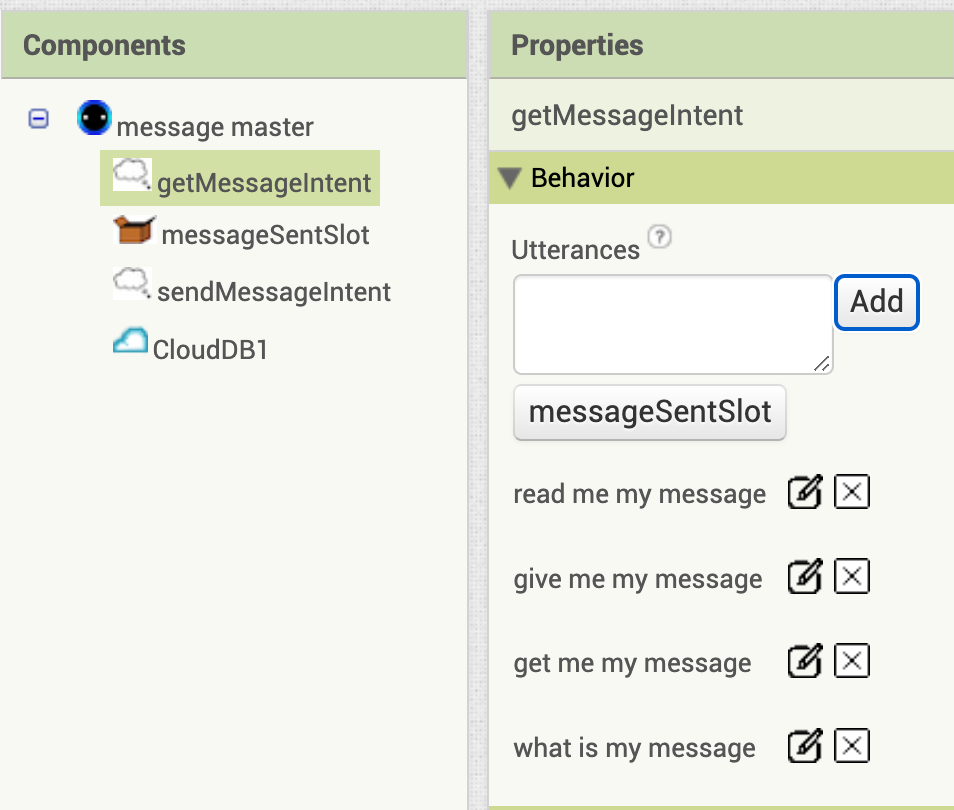 Components
message master
getMessageIntent
messageSentSlot
sendMessageIntent
CloudDB1
Properties
getMessageIntent
Behavior
Utterances ?
Add
messageSentSlot
read me my message
give me my message
get me my message
what is my message